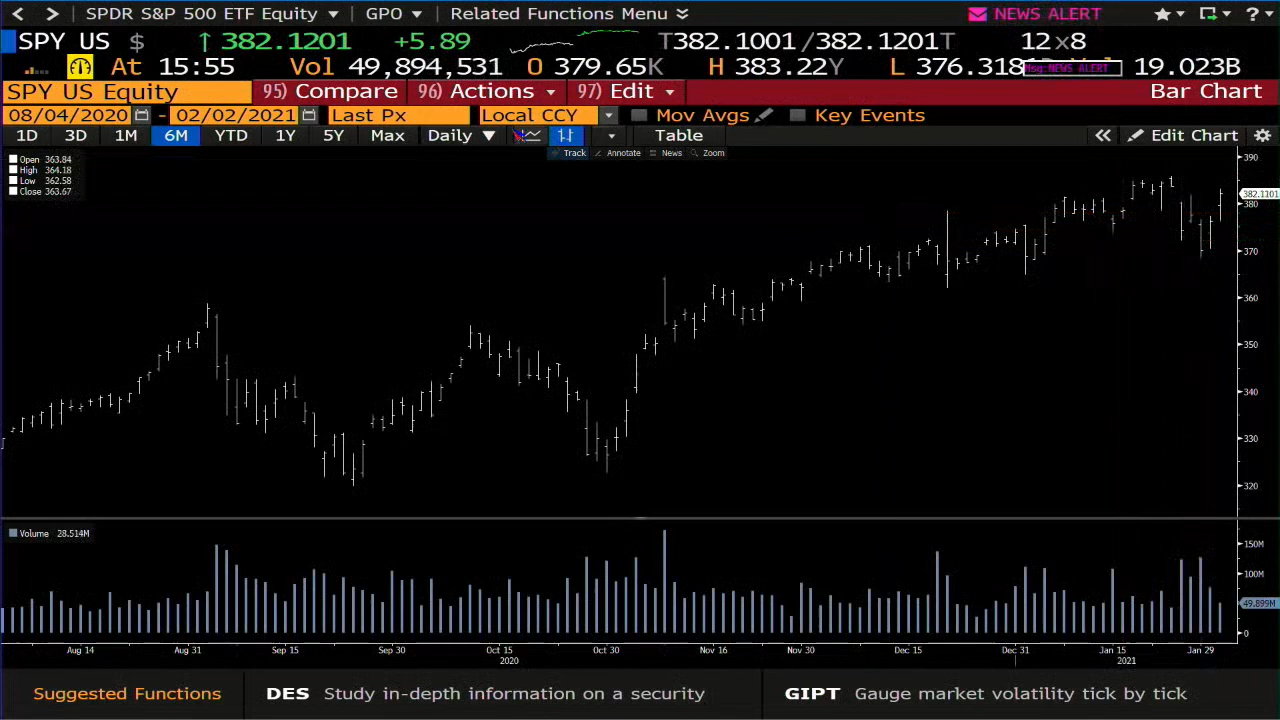 SPDR S&P 500 ETF Equity GPO Related Functions Menu NEWS ALERT ?
SPY US $ ↑ 382.1201 +5.89 T382.1001/382.1201T 12x8
At 15:55 Vol 49,894,531 O 379.65K H 383.22Y L 376.318 Msg:NEWS ALERT 19.023B
SPY US Equity 95) Compare 96) Actions 97) Edit Bar Chart
08/04/2020 - 02/02/2021 Last Px Local CCY Mov Avgs Key Events
1D 3D 1M 6M YTD 1Y 5Y Max Daily ▼ Table « Edit Chart
Track Annotate News Zoom
Open 363.84
High 364.18
Low 362.58
Close 363.67
390
382.1101
380
370
360
350
340
330
320
Volume 28.514M
150M
100M
49.899M
0
Aug 14 Aug 31 Sep 15 Sep 30 Oct 15 Oct 30 Nov 16 Nov 30 Dec 15 Dec 31 Jan 15 Jan 29
2020 2021
Suggested Functions DES Study in-depth information on a security GIPT Gauge market volatility tick by tick